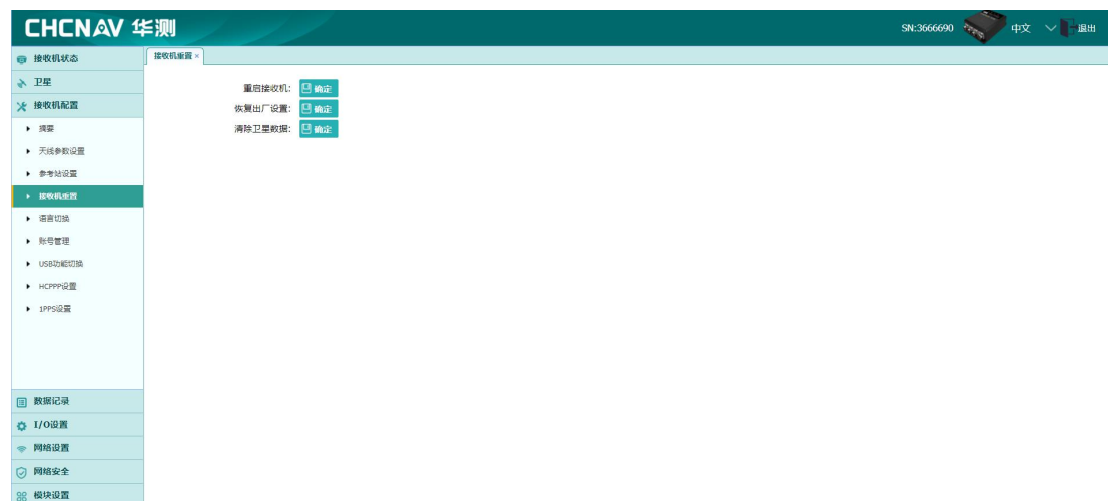 CHCNAV 华测
SN:3666690
中文
退出
接收机状态
卫星
接收机配置
摘要
天线参数设置
参考站设置
接收机重置
语言切换
账号管理
USB功能切换
HCPPP设置
1PPS设置
数据记录
I/O设置
网络设置
网络安全
模块设置
接收机重置 ×
重启接收机: 确定
恢复出厂设置: 确定
清除卫星数据: 确定